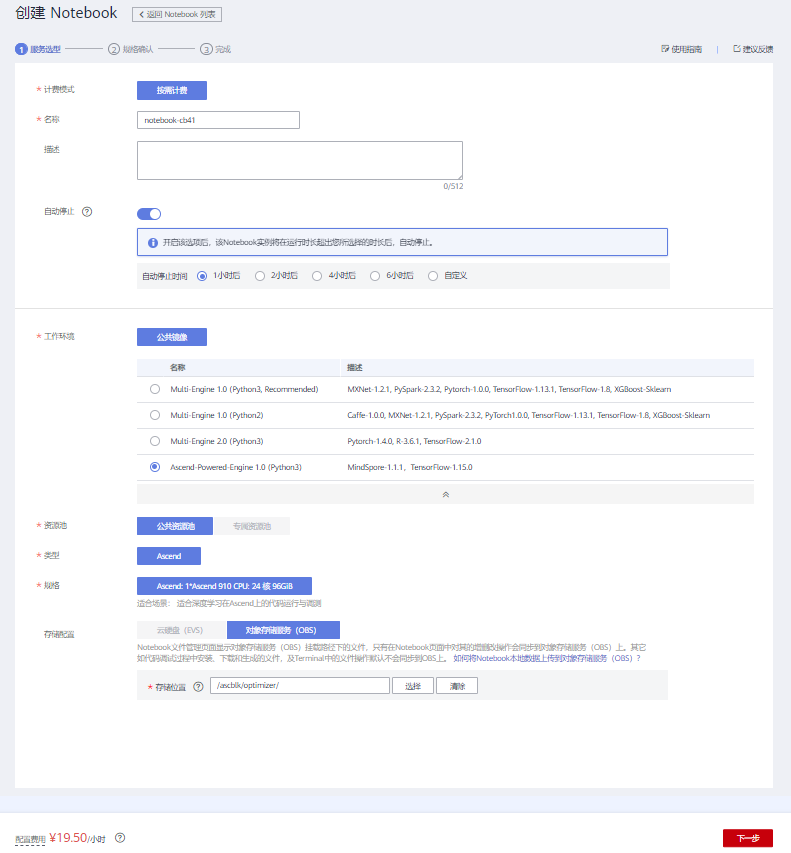 创建 Notebook
返回 Notebook 列表
1 服务选型
2 规格确认
3 完成
使用指南
建议反馈
* 计费模式
按需计费
* 名称
notebook-cb41
描述
0/512
自动停止
开启该选项后，该Notebook实例将在运行时长超出您所选择的时长后，自动停止。
自动停止时间 1小时后 2小时后 4小时后 6小时后 自定义
* 工作环境
公共镜像
名称 描述
Multi-Engine 1.0 (Python3, Recommended) MXNet-1.2.1, PySpark-2.3.2, Pytorch-1.0.0, TensorFlow-1.13.1, TensorFlow-1.8, XGBoost-Sklearn
Multi-Engine 1.0 (Python2) Caffe-1.0.0, MXNet-1.2.1, PySpark-2.3.2, PyTorch1.0.0, TensorFlow-1.13.1, TensorFlow-1.8, XGBoost-Sklearn
Multi-Engine 2.0 (Python3) Pytorch-1.4.0, R-3.6.1, TensorFlow-2.1.0
Ascend-Powered-Engine 1.0 (Python3) MindSpore-1.1.1, TensorFlow-1.15.0
* 资源池
公共资源池 专属资源池
* 类型
Ascend
* 规格
Ascend: 1*Ascend 910 CPU: 24 核 96GiB
适合场景： 适合深度学习在Ascend上的代码运行与调测
存储配置
云硬盘（EVS） 对象存储服务（OBS）
Notebook文件管理页面显示对象存储服务（OBS）挂载路径下的文件，只有在Notebook页面中对其的增删改操作会同步到对象存储服务（OBS）上。其它
如代码调试过程中安装、下载和生成的文件，及Terminal中的文件操作默认不会同步到OBS上。 如何将Notebook本地数据上传到对象存储服务（OBS）？
* 存储位置 /ascblk/optimizer/ 选择 清除
配置费用 ¥19.50/小时
下一步